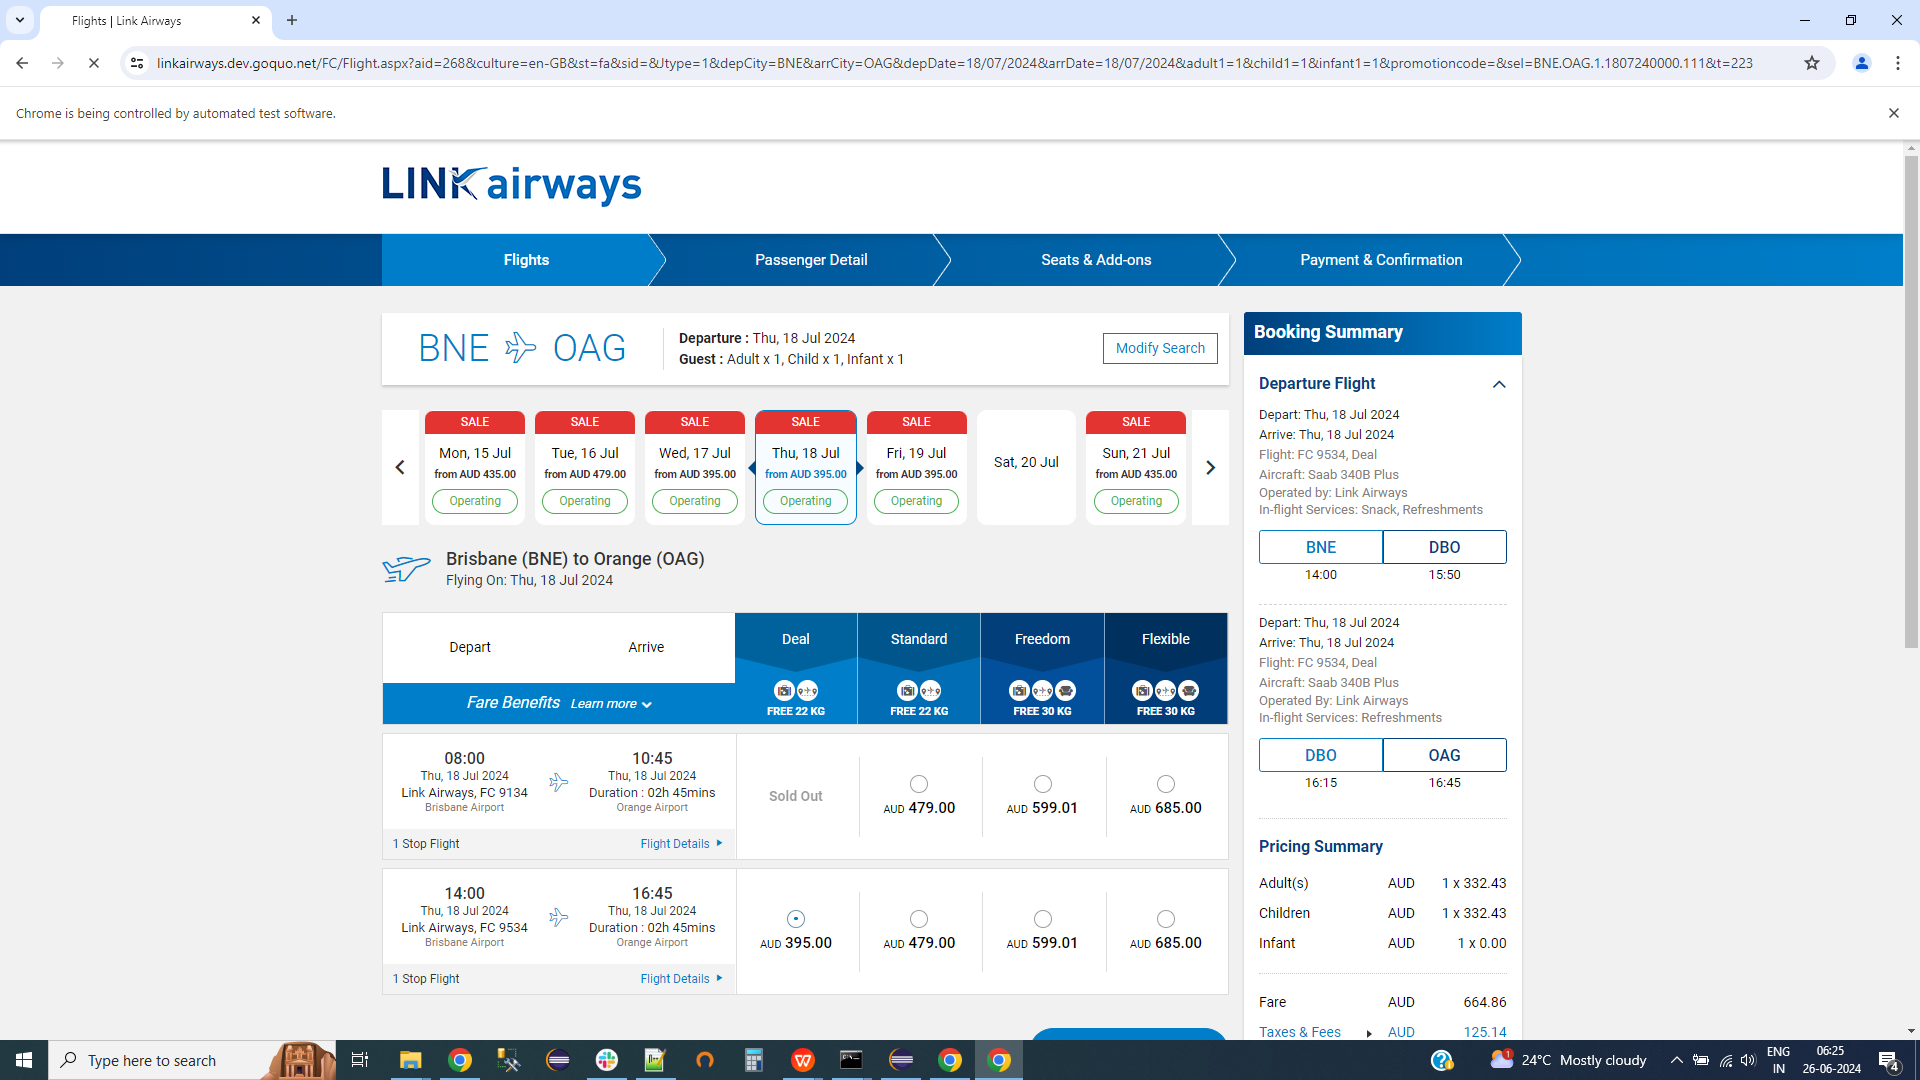 Flights | Link Airways
linkairways.dev.goquo.net/FC/Flight.aspx?aid=268&culture=en-GB&st=fa&sid=&Jtype=1&depCity=BNE&arrCity=OAG&depDate=18/07/2024&arrDate=18/07/2024&adult1=1&child1=1&infant1=1&promotioncode=&sel=BNE.OAG.1.1807240000.111&t=223
Chrome is being controlled by automated test software.
LINK airways
Flights
Passenger Detail
Seats & Add-ons
Payment & Confirmation
BNE OAG
Departure : Thu, 18 Jul 2024
Guest : Adult x 1, Child x 1, Infant x 1
Modify Search
SALE SALE SALE SALE SALE SALE
Mon, 15 Jul Tue, 16 Jul Wed, 17 Jul Thu, 18 Jul Fri, 19 Jul Sat, 20 Jul Sun, 21 Jul
from AUD 435.00 from AUD 479.00 from AUD 395.00 from AUD 395.00 from AUD 395.00 from AUD 435.00
Operating Operating Operating Operating Operating Operating
Brisbane (BNE) to Orange (OAG)
Flying On: Thu, 18 Jul 2024
Depart Arrive Deal Standard Freedom Flexible
Fare Benefits Learn more FREE 22 KG FREE 22 KG FREE 30 KG FREE 30 KG
08:00 10:45
Thu, 18 Jul 2024 Thu, 18 Jul 2024
Link Airways, FC 9134 Duration : 02h 45mins
Brisbane Airport Orange Airport
Sold Out AUD 479.00 AUD 599.01 AUD 685.00
1 Stop Flight Flight Details
14:00 16:45
Thu, 18 Jul 2024 Thu, 18 Jul 2024
Link Airways, FC 9534 Duration : 02h 45mins
Brisbane Airport Orange Airport
AUD 395.00 AUD 479.00 AUD 599.01 AUD 685.00
1 Stop Flight Flight Details
Booking Summary
Departure Flight
Depart: Thu, 18 Jul 2024
Arrive: Thu, 18 Jul 2024
Flight: FC 9534, Deal
Aircraft: Saab 340B Plus
Operated by: Link Airways
In-flight Services: Snack, Refreshments
BNE DBO
14:00 15:50
Depart: Thu, 18 Jul 2024
Arrive: Thu, 18 Jul 2024
Flight: FC 9534, Deal
Aircraft: Saab 340B Plus
Operated By: Link Airways
In-flight Services: Refreshments
DBO OAG
16:15 16:45
Pricing Summary
Adult(s) AUD 1 x 332.43
Children AUD 1 x 332.43
Infant AUD 1 x 0.00
Fare AUD 664.86
Taxes & Fees AUD 125.14
Type here to search
24°C Mostly cloudy
ENG
IN
06:25
26-06-2024
4